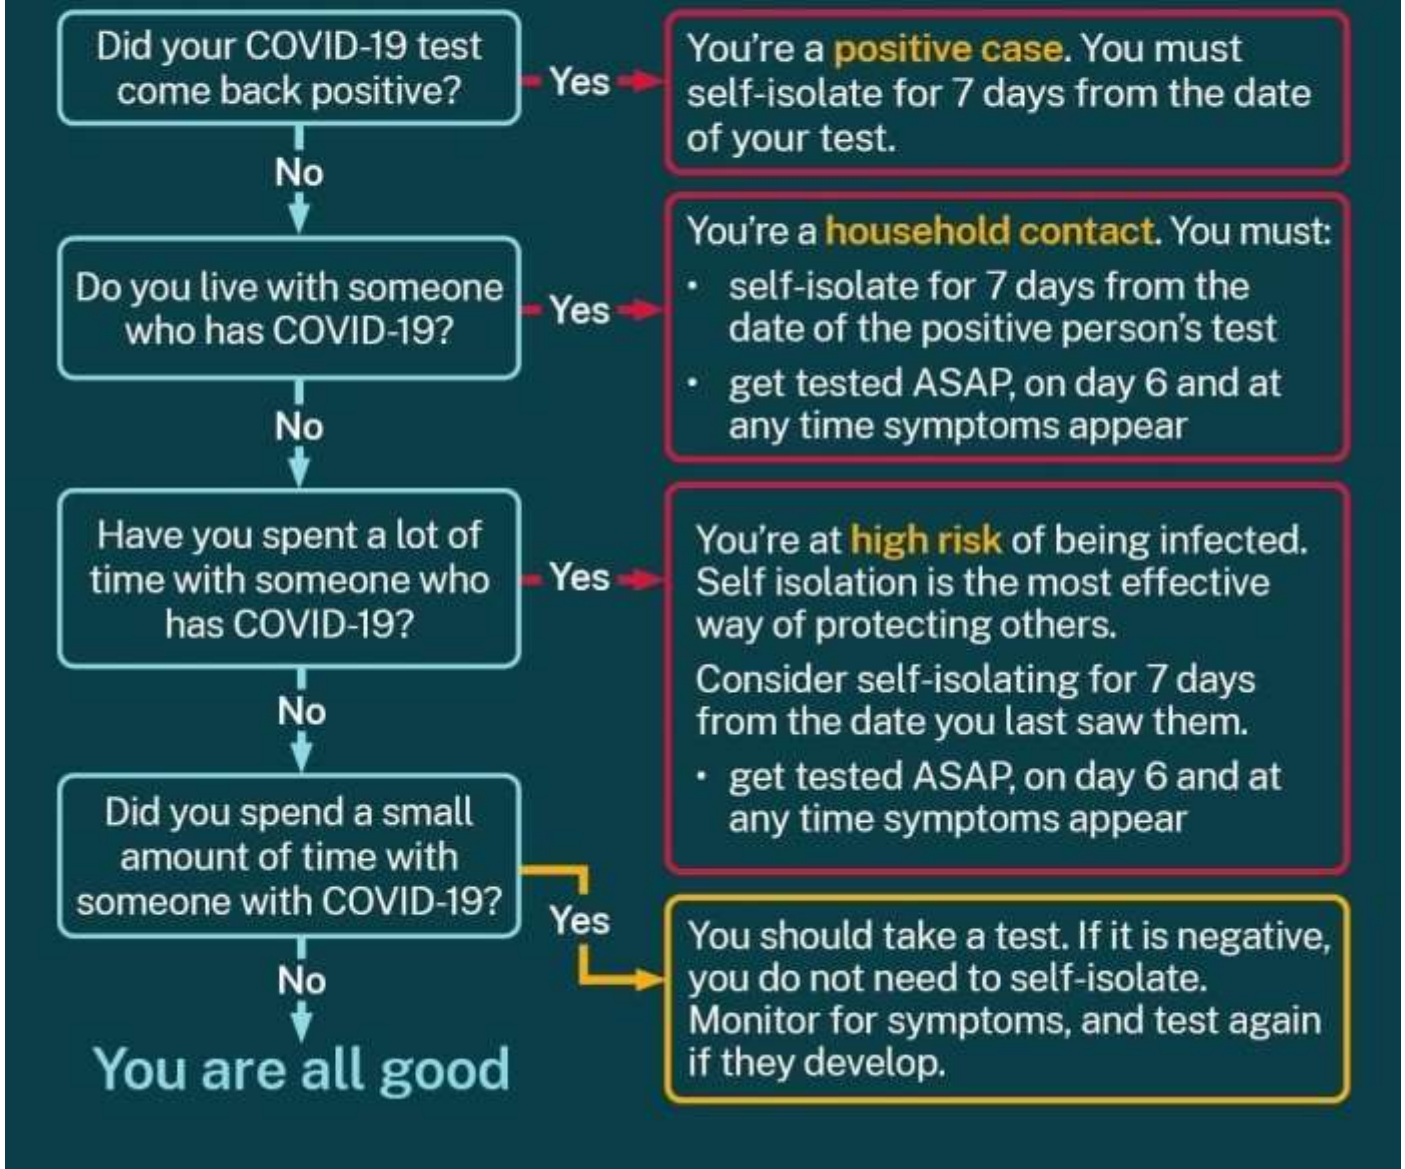 Did your COVID-19 test
come back positive?
Yes
You're a positive case. You must
self-isolate for 7 days from the date
of your test.
No
Do you live with someone
who has COVID-19?
Yes
You're a household contact. You must:
• self-isolate for 7 days from the
date of the positive person's test
• get tested ASAP, on day 6 and at
any time symptoms appear
No
Have you spent a lot of
time with someone who
has COVID-19?
Yes
You're at high risk of being infected.
Self isolation is the most effective
way of protecting others.
Consider self-isolating for 7 days
from the date you last saw them.
• get tested ASAP, on day 6 and at
any time symptoms appear
No
Did you spend a small
amount of time with
someone with COVID-19?
Yes
You should take a test. If it is negative,
you do not need to self-isolate.
Monitor for symptoms, and test again
if they develop.
No
You are all good